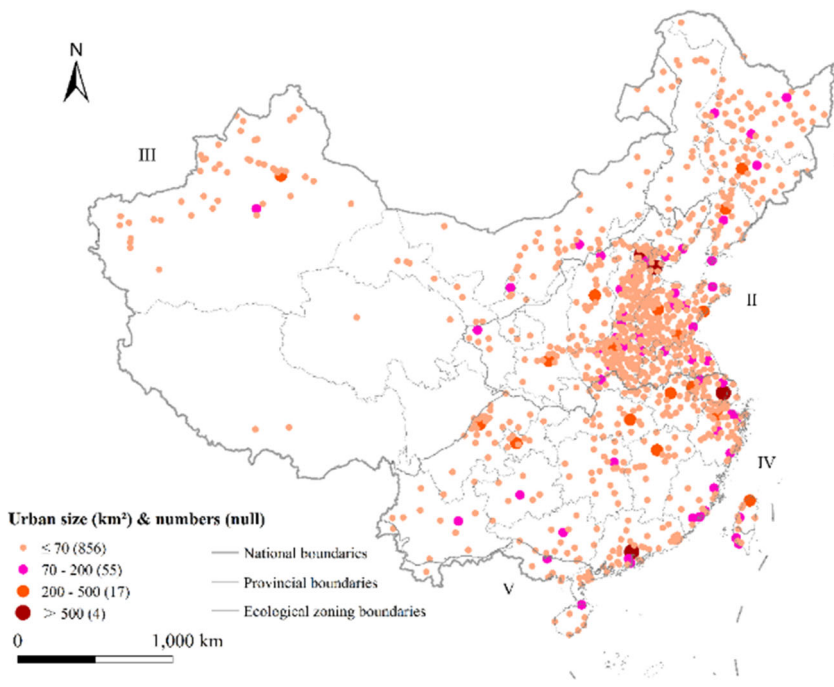 N
III
II
IV
V
Urban size (km²) & numbers (null)
≤ 70 (856)
70 - 200 (55)
200 - 500 (17)
> 500 (4)
National boundaries
Provincial boundaries
Ecological zoning boundaries
0 1,000 km